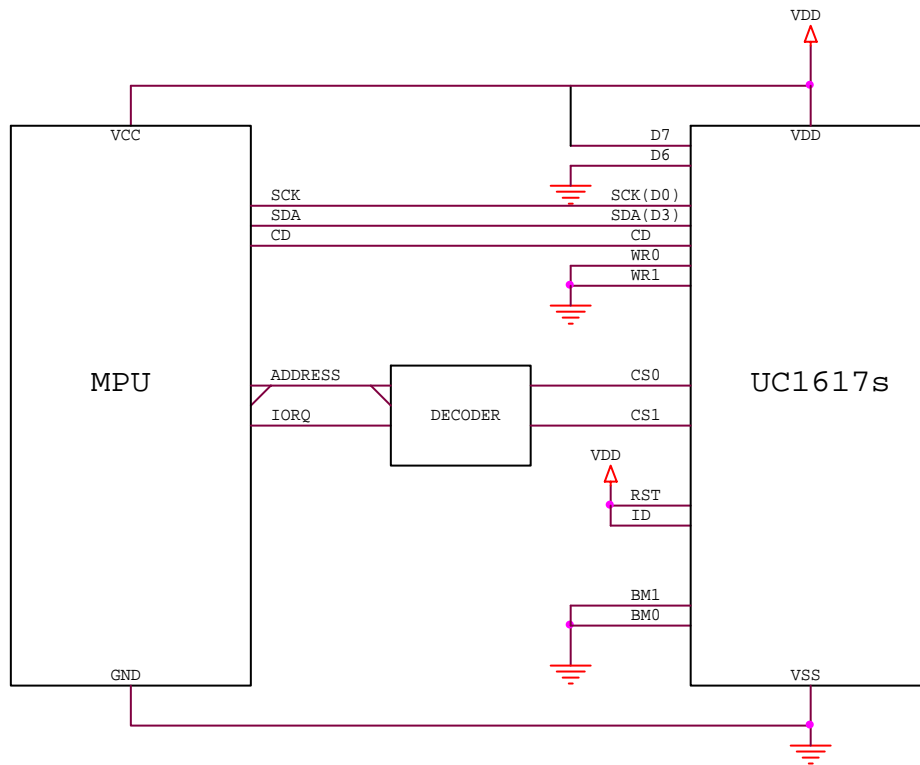 VDD
VCC
D7
VDD
D6
SCK
SCK(D0)
SDA
SDA(D3)
CD
CD
WR0
WR1
ADDRESS
CS0
MPU
UC1617s
IORQ
DECODER
CS1
VDD
RST
ID
BM1
BM0
GND
VSS